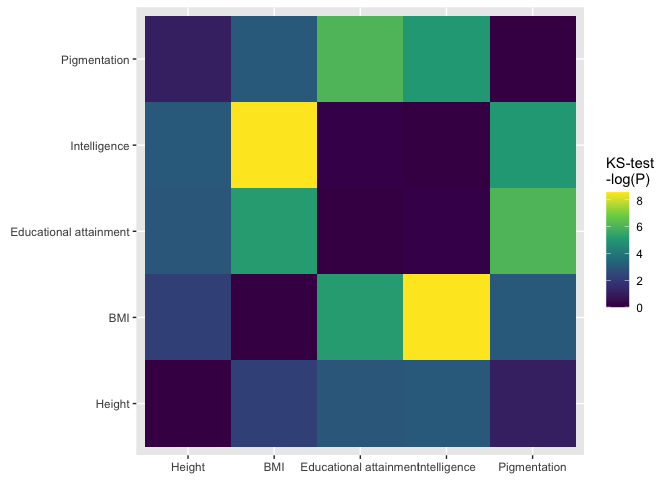 Pigmentation
Intelligence
Educational attainment
BMI
Height
Height BMI Educational attainment Intelligence Pigmentation
KS-test
-log(P)
8
6
4
2
0